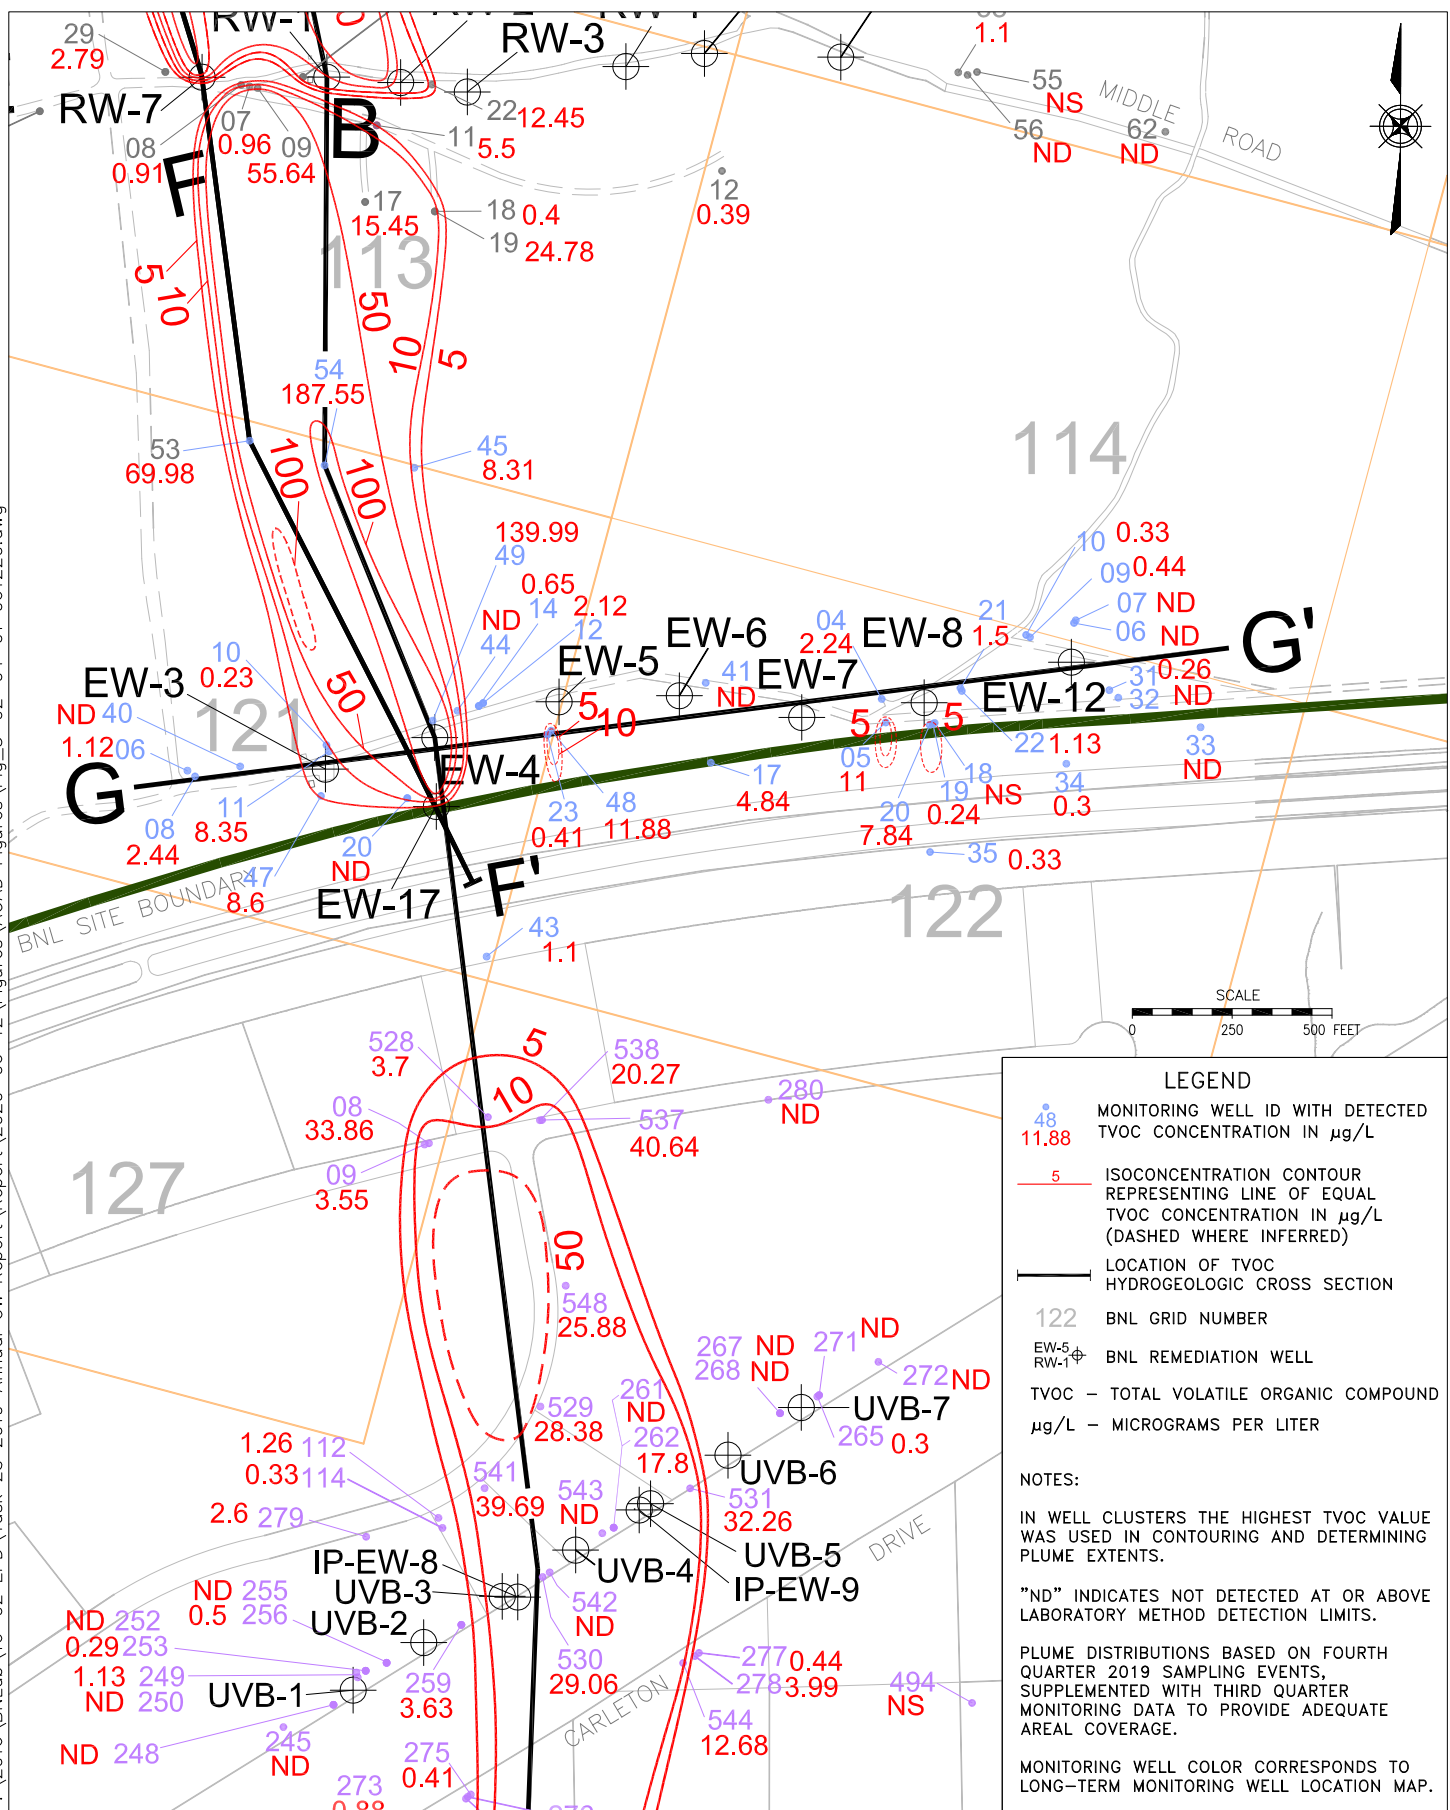 29
2.79
RW-3
1.1
55
NS
MIDDLE
ROAD
56
ND
62
ND
RW-7
B
22 12.45
11 5.5
07
0.96
08
0.91
09
55.64
F
17
15.45
18 0.4
19 24.78
12
0.39
113
5
10
50
10
5
54
187.55
53
69.98
100
100
45
8.31
114
139.99
49
0.65
14
2.12
12
ND
44
10 0.33
09 0.44
07 ND
06 ND
EW-5
EW-6
04
2.24
EW-8
21
1.5
G'
10
0.23
EW-3
ND 40
1.12 06
121
50
41
ND
EW-7
EW-12
0.26
31
32
ND
5
10
5
5
G
EW-4
11
8.35
08
2.44
47
8.6
20
ND
EW-17
F'
23
0.41
48
11.88
17
4.84
05
11
20
7.84
18
NS
19
0.24
22 1.13
34
0.3
33
ND
35 0.33
BNL SITE BOUNDARY
122
43
1.1
SCALE
0 250 500 FEET
528
3.7
5
10
538
20.27
08
33.86
537
40.64
280
ND
09
3.55
127
50
548
25.88
267 ND
268 ND
271 ND
272 ND
UVB-7
265 0.3
261
ND
262
17.8
529
28.38
1.26 112
0.33 114
2.6 279
541
39.69
543
ND
UVB-6
531
32.26
UVB-5
IP-EW-9
DRIVE
IP-EW-8
UVB-3
UVB-4
UVB-2
542
ND
ND 255
0.5 256
ND 252
0.29 253
1.13 249
ND 250
UVB-1
259
3.63
530
29.06
CARLETON
277 0.44
278 3.99
494
NS
544
12.68
ND 248
245
ND
275
0.41
273
0.88
LEGEND
48
11.88
MONITORING WELL ID WITH DETECTED
TVOC CONCENTRATION IN µg/L
5
ISOCONCENTRATION CONTOUR
REPRESENTING LINE OF EQUAL
TVOC CONCENTRATION IN µg/L
(DASHED WHERE INFERRED)
LOCATION OF TVOC
HYDROGEOLOGIC CROSS SECTION
122 BNL GRID NUMBER
EW-5
RW-1
BNL REMEDIATION WELL
TVOC – TOTAL VOLATILE ORGANIC COMPOUND
µg/L – MICROGRAMS PER LITER
NOTES:
IN WELL CLUSTERS THE HIGHEST TVOC VALUE
WAS USED IN CONTOURING AND DETERMINING
PLUME EXTENTS.
"ND" INDICATES NOT DETECTED AT OR ABOVE
LABORATORY METHOD DETECTION LIMITS.
PLUME DISTRIBUTIONS BASED ON FOURTH
QUARTER 2019 SAMPLING EVENTS,
SUPPLEMENTED WITH THIRD QUARTER
MONITORING DATA TO PROVIDE ADEQUATE
AREAL COVERAGE.
MONITORING WELL COLOR CORRESPONDS TO
LONG–TERM MONITORING WELL LOCATION MAP.